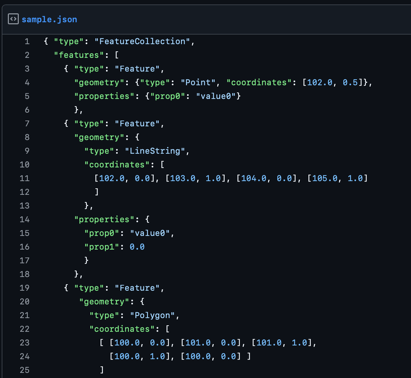 sample.json
1 { "type": "FeatureCollection",
2 "features": [
3 { "type": "Feature",
4 "geometry": {"type": "Point", "coordinates": [102.0, 0.5]},
5 "properties": {"prop0": "value0"}
6 },
7 { "type": "Feature",
8 "geometry": {
9 "type": "LineString",
10 "coordinates": [
11 [102.0, 0.0], [103.0, 1.0], [104.0, 0.0], [105.0, 1.0]
12 ]
13 },
14 "properties": {
15 "prop0": "value0",
16 "prop1": 0.0
17 }
18 },
19 { "type": "Feature",
20 "geometry": {
21 "type": "Polygon",
22 "coordinates": [
23 [ [100.0, 0.0], [101.0, 0.0], [101.0, 1.0],
24 [100.0, 1.0], [100.0, 0.0] ]
25 ]